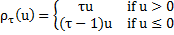 ρτ(u) = { τu if u > 0
(τ − 1)u if u ≤ 0